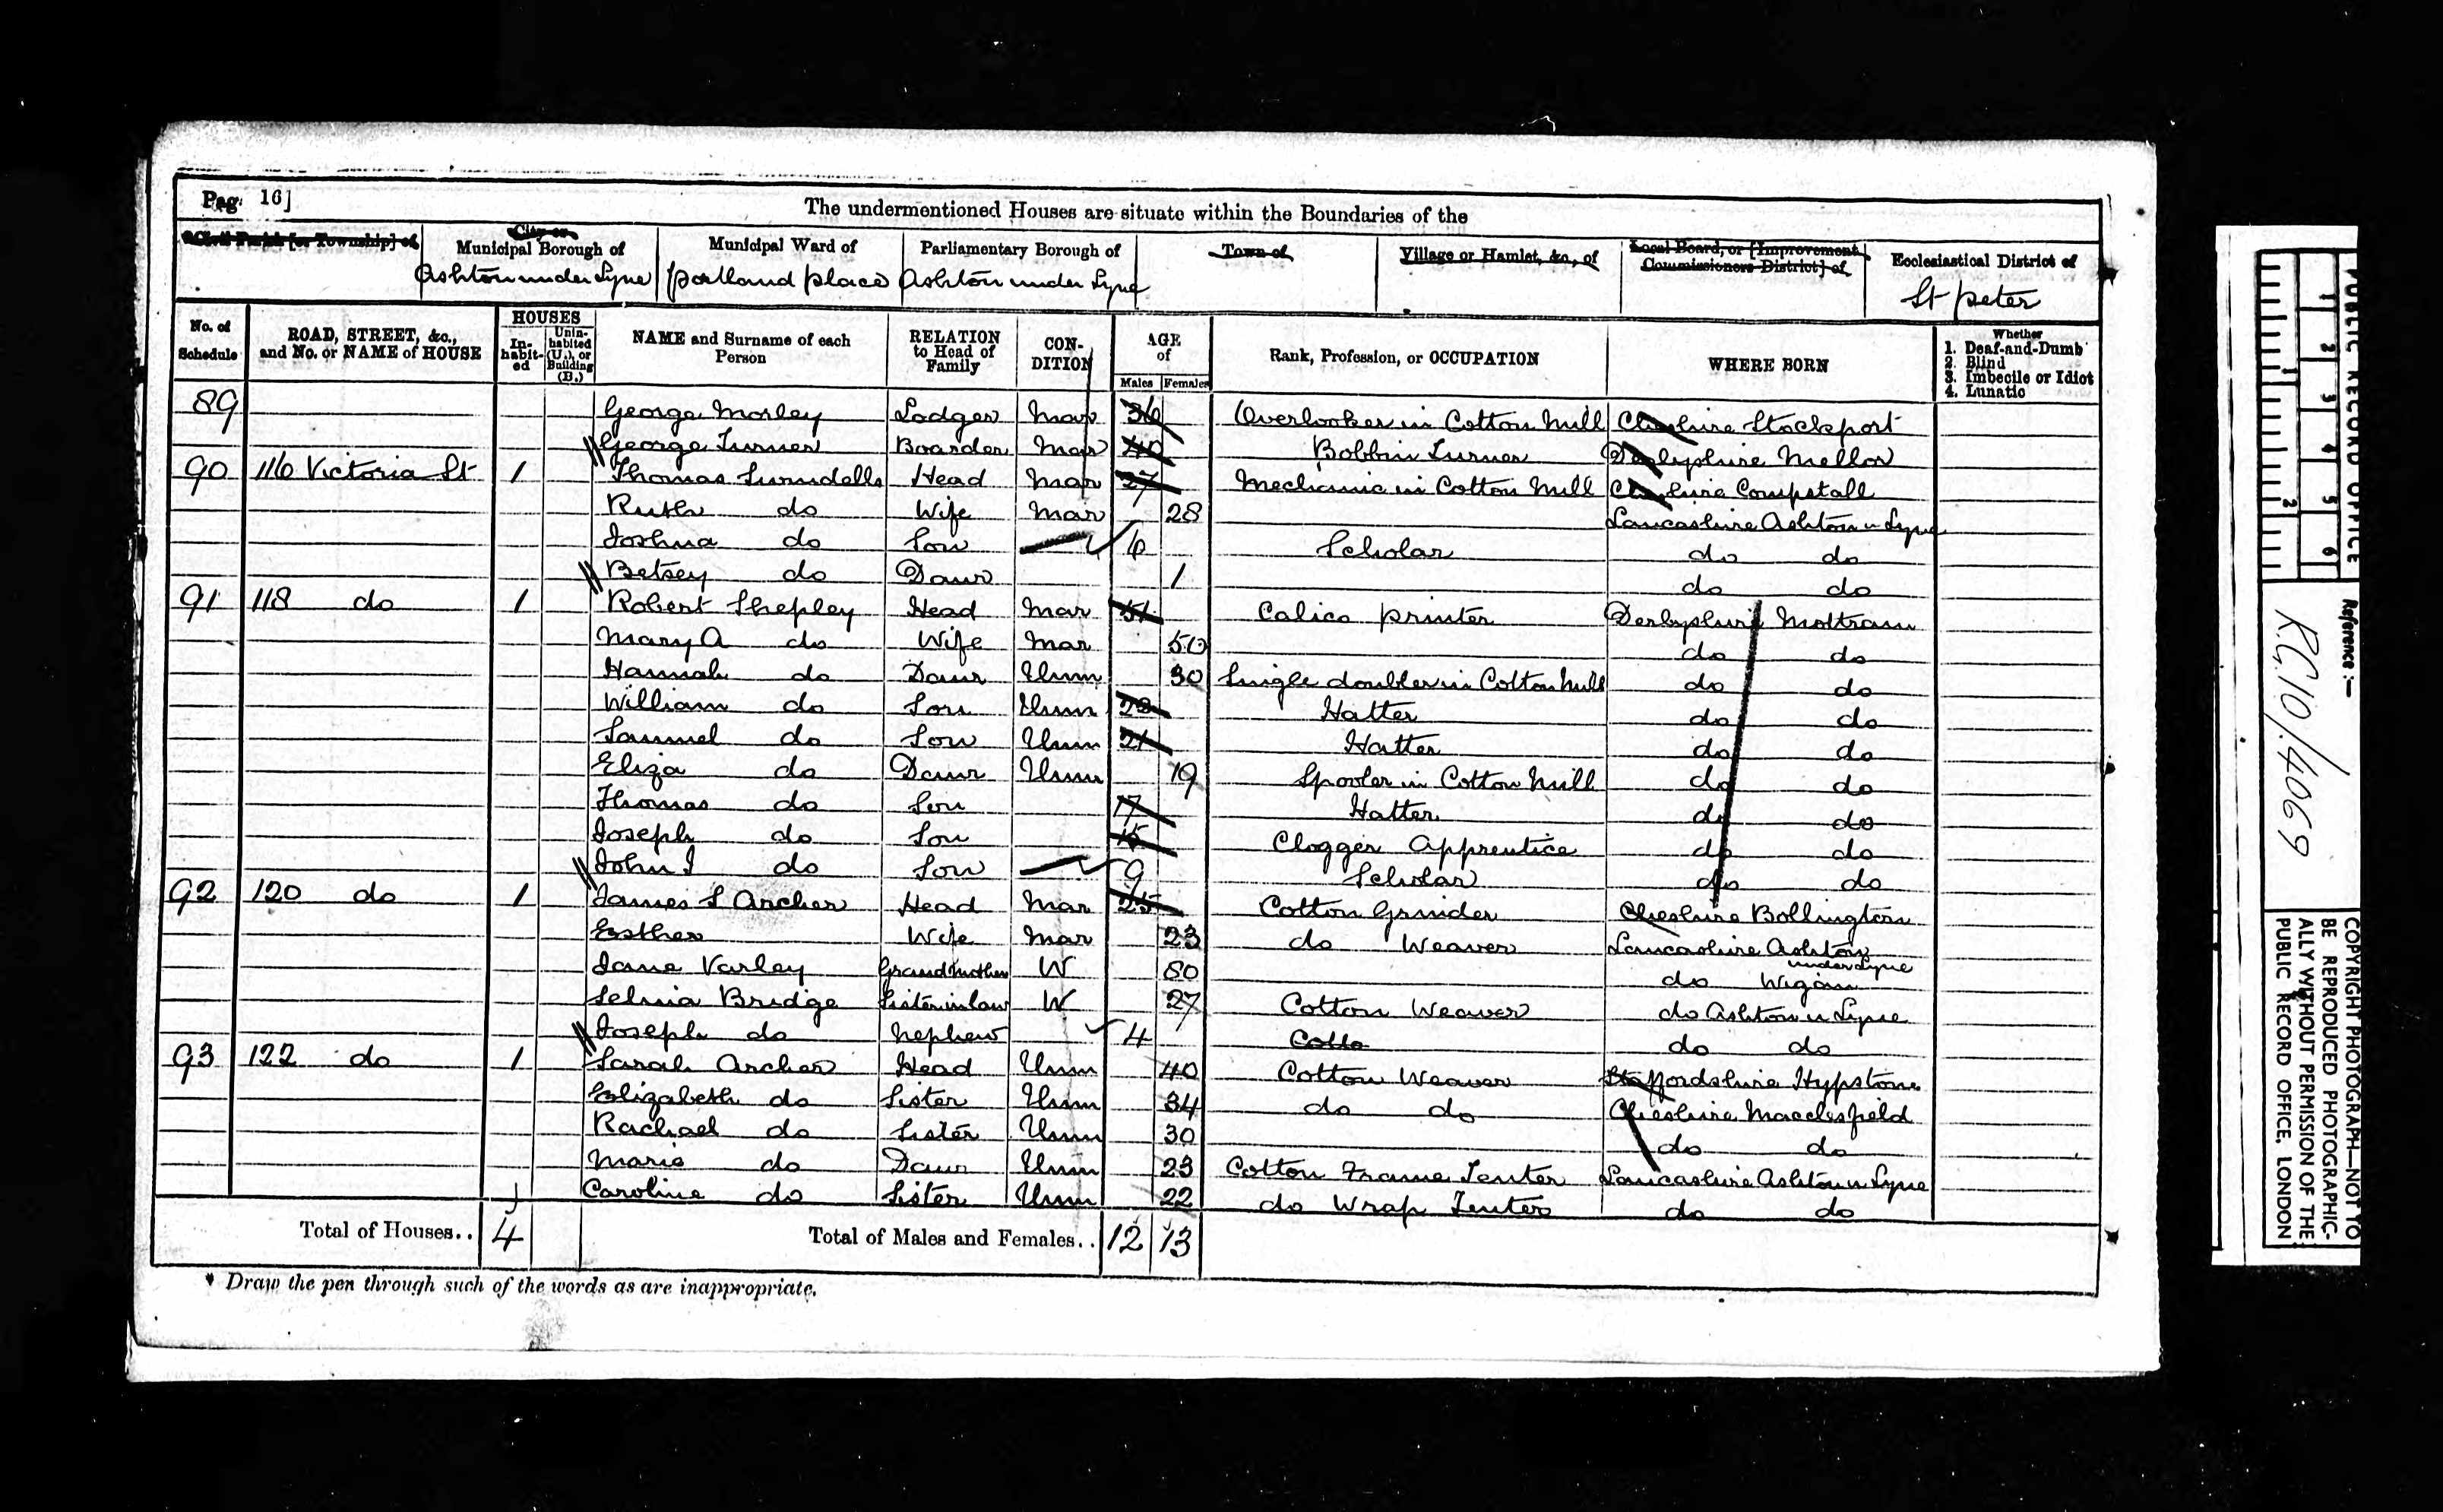 Page 16]
The undermentioned Houses are situate within the Boundaries of the
Civil Parish [or Township] of
City or Municipal Borough of
Municipal Ward of
Parliamentary Borough of
Town of
Village or Hamlet, &c., of
Local Board, or [Improvement Commissioners District] of
Ecclesiastical District of
Ashton under Lyne Portland place Ashton under Lyne St peter
No. of Schedule
ROAD, STREET, &c., and No. or NAME of HOUSE
HOUSES
Inhabited
Uninhabited (U.), or Building (B.)
NAME and Surname of each Person
RELATION to Head of Family
CONDITION
AGE of
Males Females
Rank, Profession, or OCCUPATION
WHERE BORN
Whether
1. Deaf-and-Dumb
2. Blind
3. Imbecile or Idiot
4. Lunatic
89 George Morley Lodger Mar 36 Overlooker in Cotton Mill Cheshire Stockport
George Turner Boarder Mar 40 Bobbin Turner Derbyshire Mellor
90 116 Victoria St 1 Thomas Head Mar 27 Mechanic in Cotton Mill Cheshire Compstall
Ruth do Wife Mar 28 Lancashire Ashton u Lyne
Joshua do Son 6 Scholar do do
Betsey do Daur 1 do do
91 118 do 1 Robert Shepley Head Mar 51 Calico printer Derbyshire Mottram
Mary A do Wife Mar 50 do do
Hannah do Daur Unm 30 Single doubler in Cotton Mill do do
William do Son Unm Hatter do do
Samuel do Son Unm 21 Hatter do do
Eliza do Daur Unm 19 Spooler in Cotton Mill do do
Thomas do Son 17 Hatter do do
Joseph do Son 15 Clogger Apprentice do do
John J do Son 9 Scholar do do
92 120 do 1 James S Archer Head Mar 25 Cotton Grinder Cheshire Bollington
Esther Wife Mar 23 do Weaver Lancashire Ashton under Lyne
Jane Varley Grandmother W 80 do Wigan
Selina Bridge Sister in law W 27 Cotton Weaver do Ashton u Lyne
Joseph do Nephew 4 Cotto do do
93 122 do 1 Sarah Archer Head Unm 40 Cotton Weaver Staffordshire Hypstone
Elizabeth do Sister Unm 34 do do Cheshire Macclesfield
Rachael do Sister Unm 30 do do
Maria do Daur Unm 23 Cotton Frame Tenter Lancashire Ashton u Lyne
Caroline do Sister Unm 22 do Wrap Tenter do do
Total of Houses.. 4 Total of Males and Females.. 12 13
* Draw the pen through such of the words as are inappropriate.
PUBLIC RECORD OFFICE
1 2 3 4 5 6
1 2
Reference:—
R.G.10/4069
COPYRIGHT PHOTOGRAPH—NOT TO
BE REPRODUCED PHOTOGRAPHIC-
ALLY WITHOUT PERMISSION OF THE
PUBLIC RECORD OFFICE, LONDON